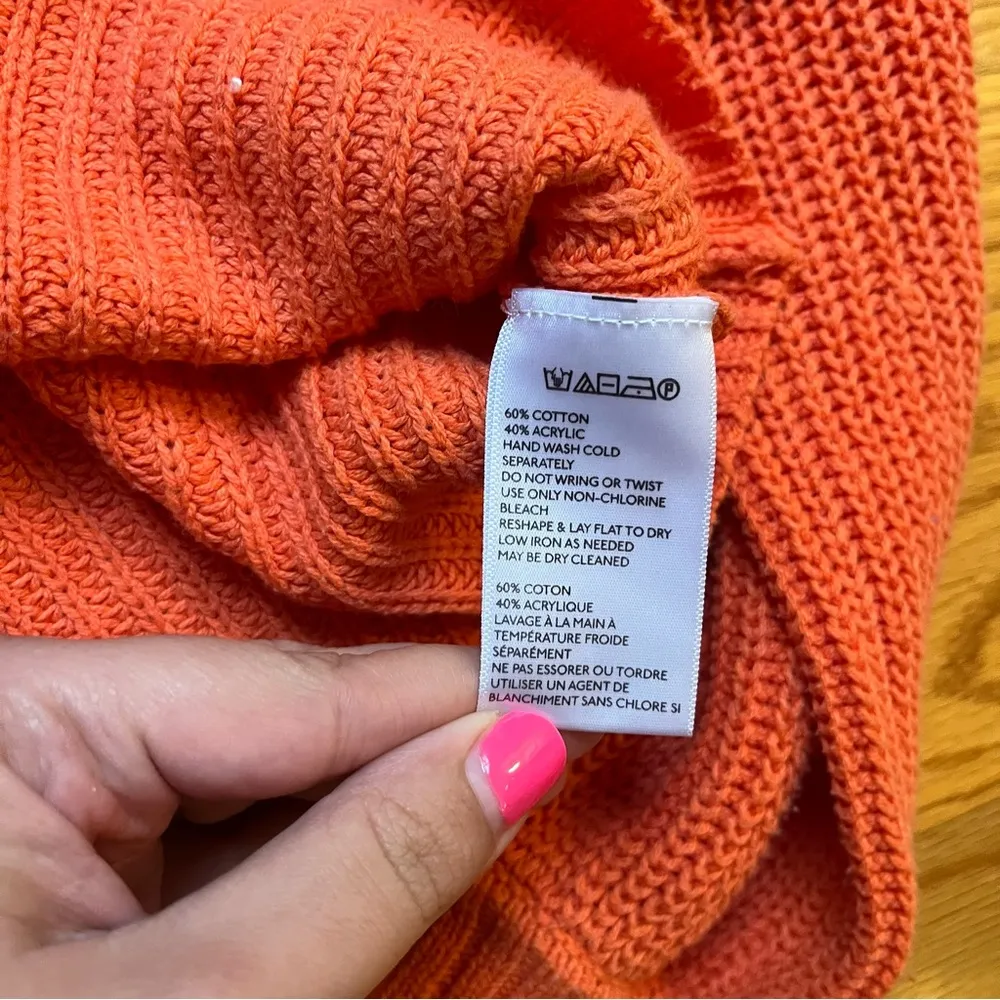 P
60% COTTON
40% ACRYLIC
HAND WASH COLD
SEPARATELY
DO NOT WRING OR TWIST
USE ONLY NON-CHLORINE
BLEACH
RESHAPE & LAY FLAT TO DRY
LOW IRON AS NEEDED
MAY BE DRY CLEANED
60% COTON
40% ACRYLIQUE
LAVAGE À LA MAIN À
TEMPÉRATURE FROIDE
SÉPARÉMENT
NE PAS ESSORER OU TORDRE
UTILISER UN AGENT DE
BLANCHIMENT SANS CHLORE SI